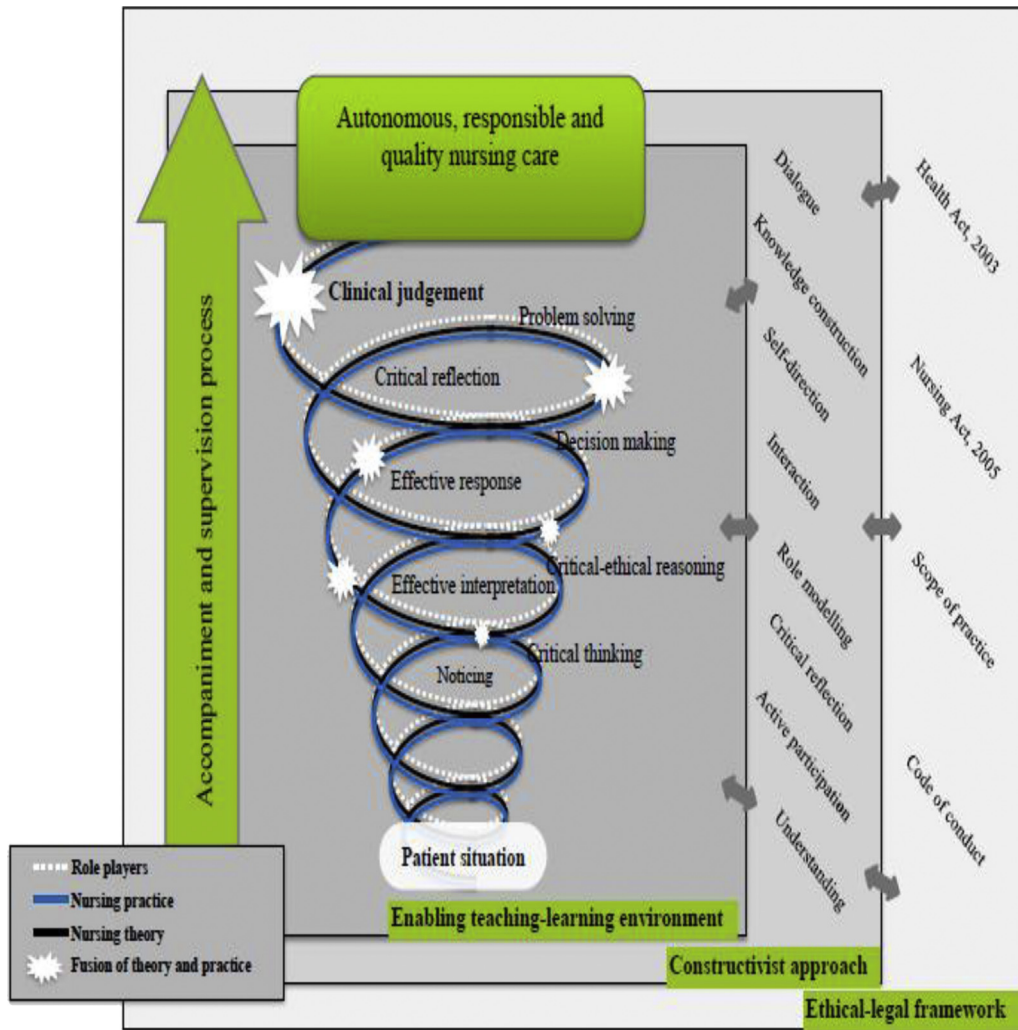 Autonomous, responsible and
quality nursing care
Accompaniment and supervision process
Clinical judgement
Problem solving
Critical reflection
Decision making
Effective response
Critical-ethical reasoning
Effective interpretation
Critical thinking
Noticing
Patient situation
Dialogue
Knowledge construction
Self-direction
Interaction
Role modelling
Critical reflection
Active participation
Understanding
Health Act, 2003
Nursing Act, 2005
Scope of practice
Code of conduct
Role players
Nursing practice
Nursing theory
Fusion of theory and practice
Enabling teaching-learning environment
Constructivist approach
Ethical-legal framework